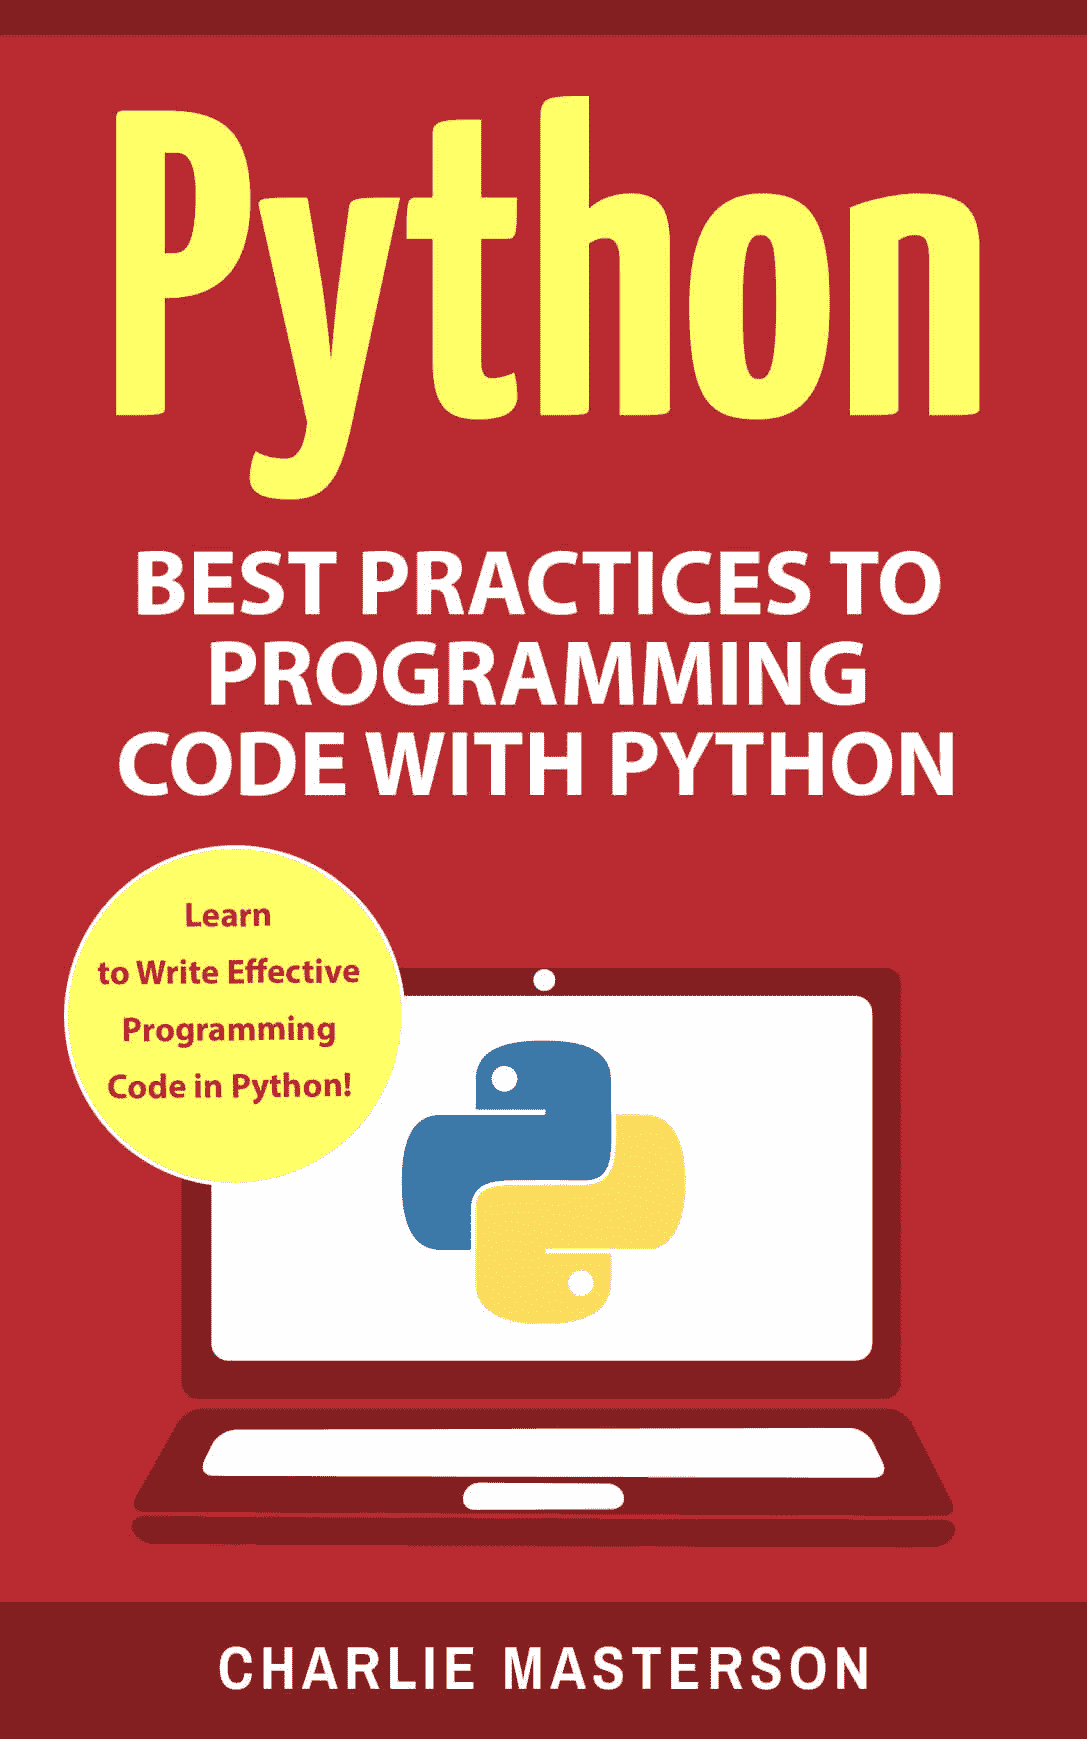 Python
BEST PRACTICES TO
PROGRAMMING
CODE WITH PYTHON
Learn
to Write Effective
Programming
Code in Python!
CHARLIE MASTERSON